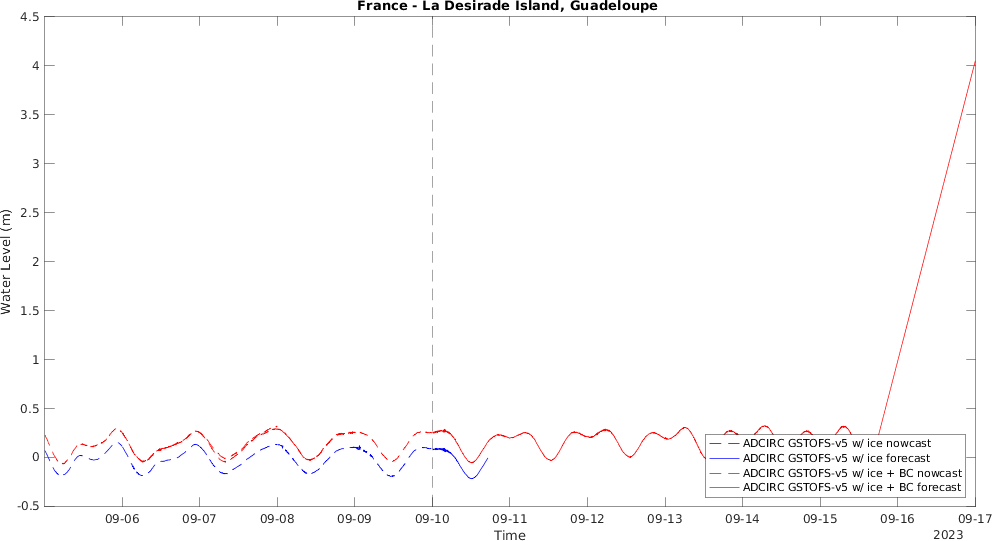 France - La Desirade Island, Guadeloupe
4.5
4
3.5
3
2.5
2
1.5
1
0.5
0
-0.5
Water Level (m)
ADCIRC GSTOFS-v5 w/ ice nowcast
ADCIRC GSTOFS-v5 w/ ice forecast
ADCIRC GSTOFS-v5 w/ ice + BC nowcast
ADCIRC GSTOFS-v5 w/ ice + BC forecast
09-06 09-07 09-08 09-09 09-10 09-11 09-12 09-13 09-14 09-15 09-16 09-17
Time
2023